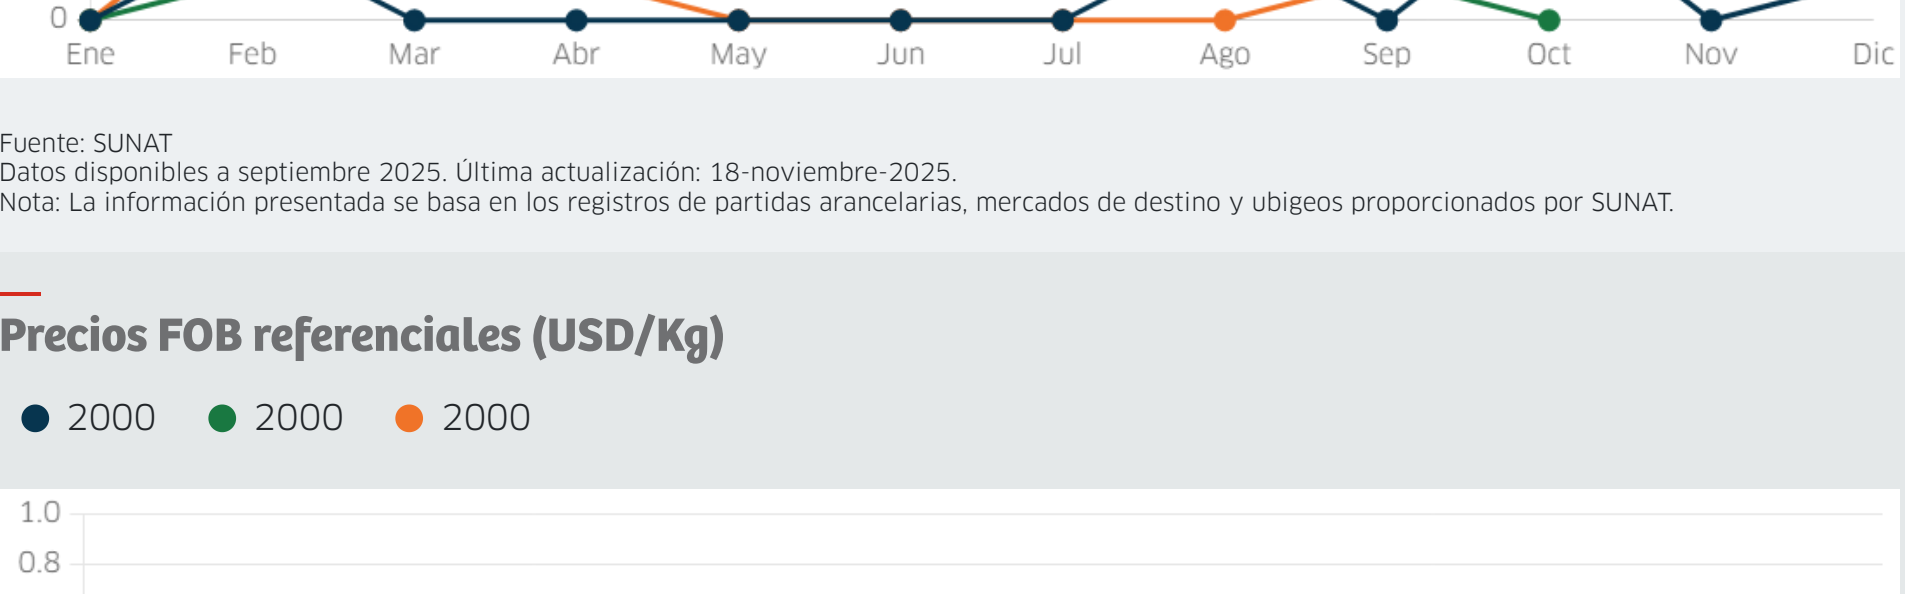 0
Ene Feb Mar Abr May Jun Jul Ago Sep Oct Nov Dic
Fuente: SUNAT
Datos disponibles a septiembre 2025. Última actualización: 18-noviembre-2025.
Nota: La información presentada se basa en los registros de partidas arancelarias, mercados de destino y ubigeos proporcionados por SUNAT.
Precios FOB referenciales (USD/Kg)
2000 2000 2000
1.0
0.8